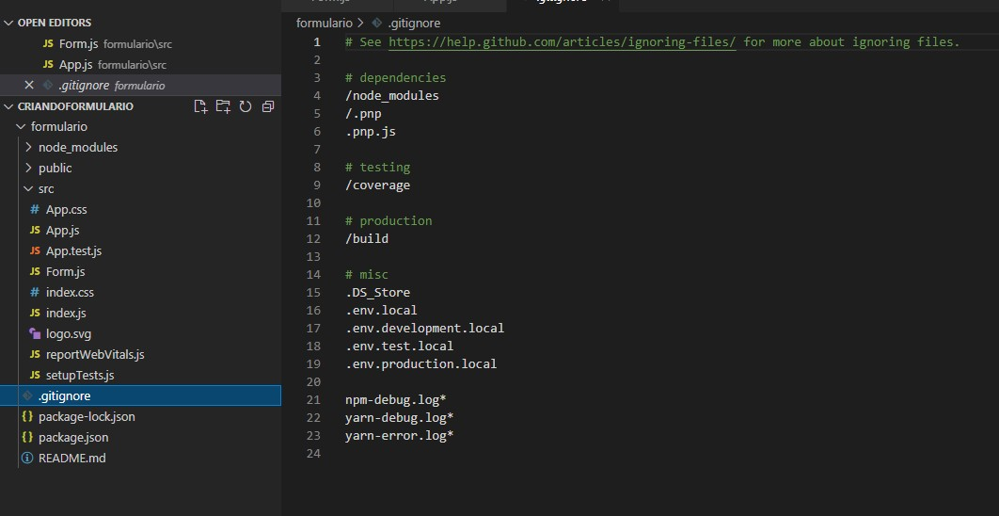 OPEN EDITORS
JS Form.js formulario\src
JS App.js formulario\src
.gitignore formulario
CRIANDOFORMULARIO
formulario
node_modules
public
src
# App.css
JS App.js
JS App.test.js
JS Form.js
# index.css
JS index.js
logo.svg
JS reportWebVitals.js
JS setupTests.js
.gitignore
{} package-lock.json
{} package.json
README.md
formulario > .gitignore
1 # See https://help.github.com/articles/ignoring-files/ for more about ignoring files.
2
3 # dependencies
4 /node_modules
5 /.pnp
6 .pnp.js
7
8 # testing
9 /coverage
10
11 # production
12 /build
13
14 # misc
15 .DS_Store
16 .env.local
17 .env.development.local
18 .env.test.local
19 .env.production.local
20
21 npm-debug.log*
22 yarn-debug.log*
23 yarn-error.log*
24